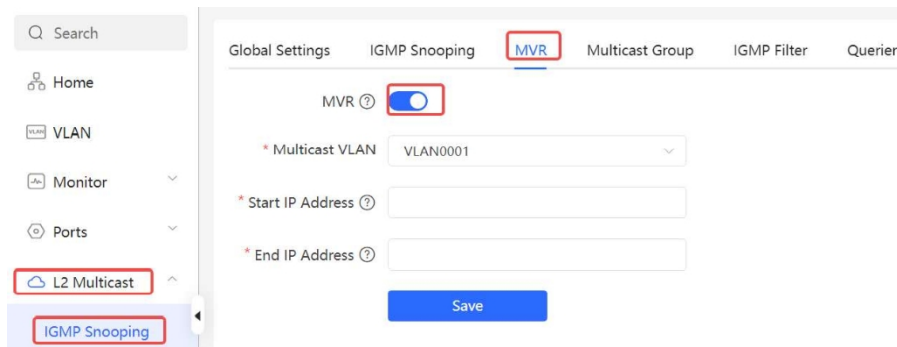 Search
Home
VLAN
VLAN
Monitor
Ports
L2 Multicast
IGMP Snooping
Global Settings IGMP Snooping MVR Multicast Group IGMP Filter Querier
MVR ?
* Multicast VLAN VLAN0001
* Start IP Address ?
* End IP Address ?
Save